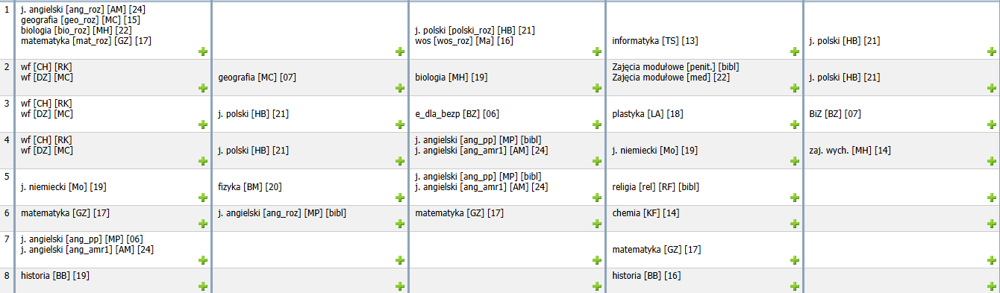 1
j. angielski [ang_roz] [AM] [24]
geografia [geo_roz] [MC] [15]
biologia [bio_roz] [MH] [22]
matematyka [mat_roz] [GZ] [17]
j. polski [polski_roz] [HB] [21]
wos [wos_roz] [Ma] [16]
informatyka [TS] [13]
j. polski [HB] [21]
2
wf [CH] [RK]
wf [DZ] [MC]
geografia [MC] [07]
biologia [MH] [19]
Zajęcia modułowe [penit.] [bibl]
Zajęcia modułowe [med] [22]
j. polski [HB] [21]
3
wf [CH] [RK]
wf [DZ] [MC]
j. polski [HB] [21]
e_dla_bezp [BZ] [06]
plastyka [LA] [18]
BiZ [BZ] [07]
4
wf [CH] [RK]
wf [DZ] [MC]
j. polski [HB] [21]
j. angielski [ang_pp] [MP] [bibl]
j. angielski [ang_amr1] [AM] [24]
j. niemiecki [Mo] [19]
zaj. wych. [MH] [14]
5
j. niemiecki [Mo] [19]
fizyka [BM] [20]
j. angielski [ang_pp] [MP] [bibl]
j. angielski [ang_amr1] [AM] [24]
religia [rel] [RF] [bibl]
6
matematyka [GZ] [17]
j. angielski [ang_roz] [MP] [bibl]
matematyka [GZ] [17]
chemia [KF] [14]
7
j. angielski [ang_pp] [MP] [06]
j. angielski [ang_amr1] [AM] [24]
matematyka [GZ] [17]
8
historia [BB] [19]
historia [BB] [16]